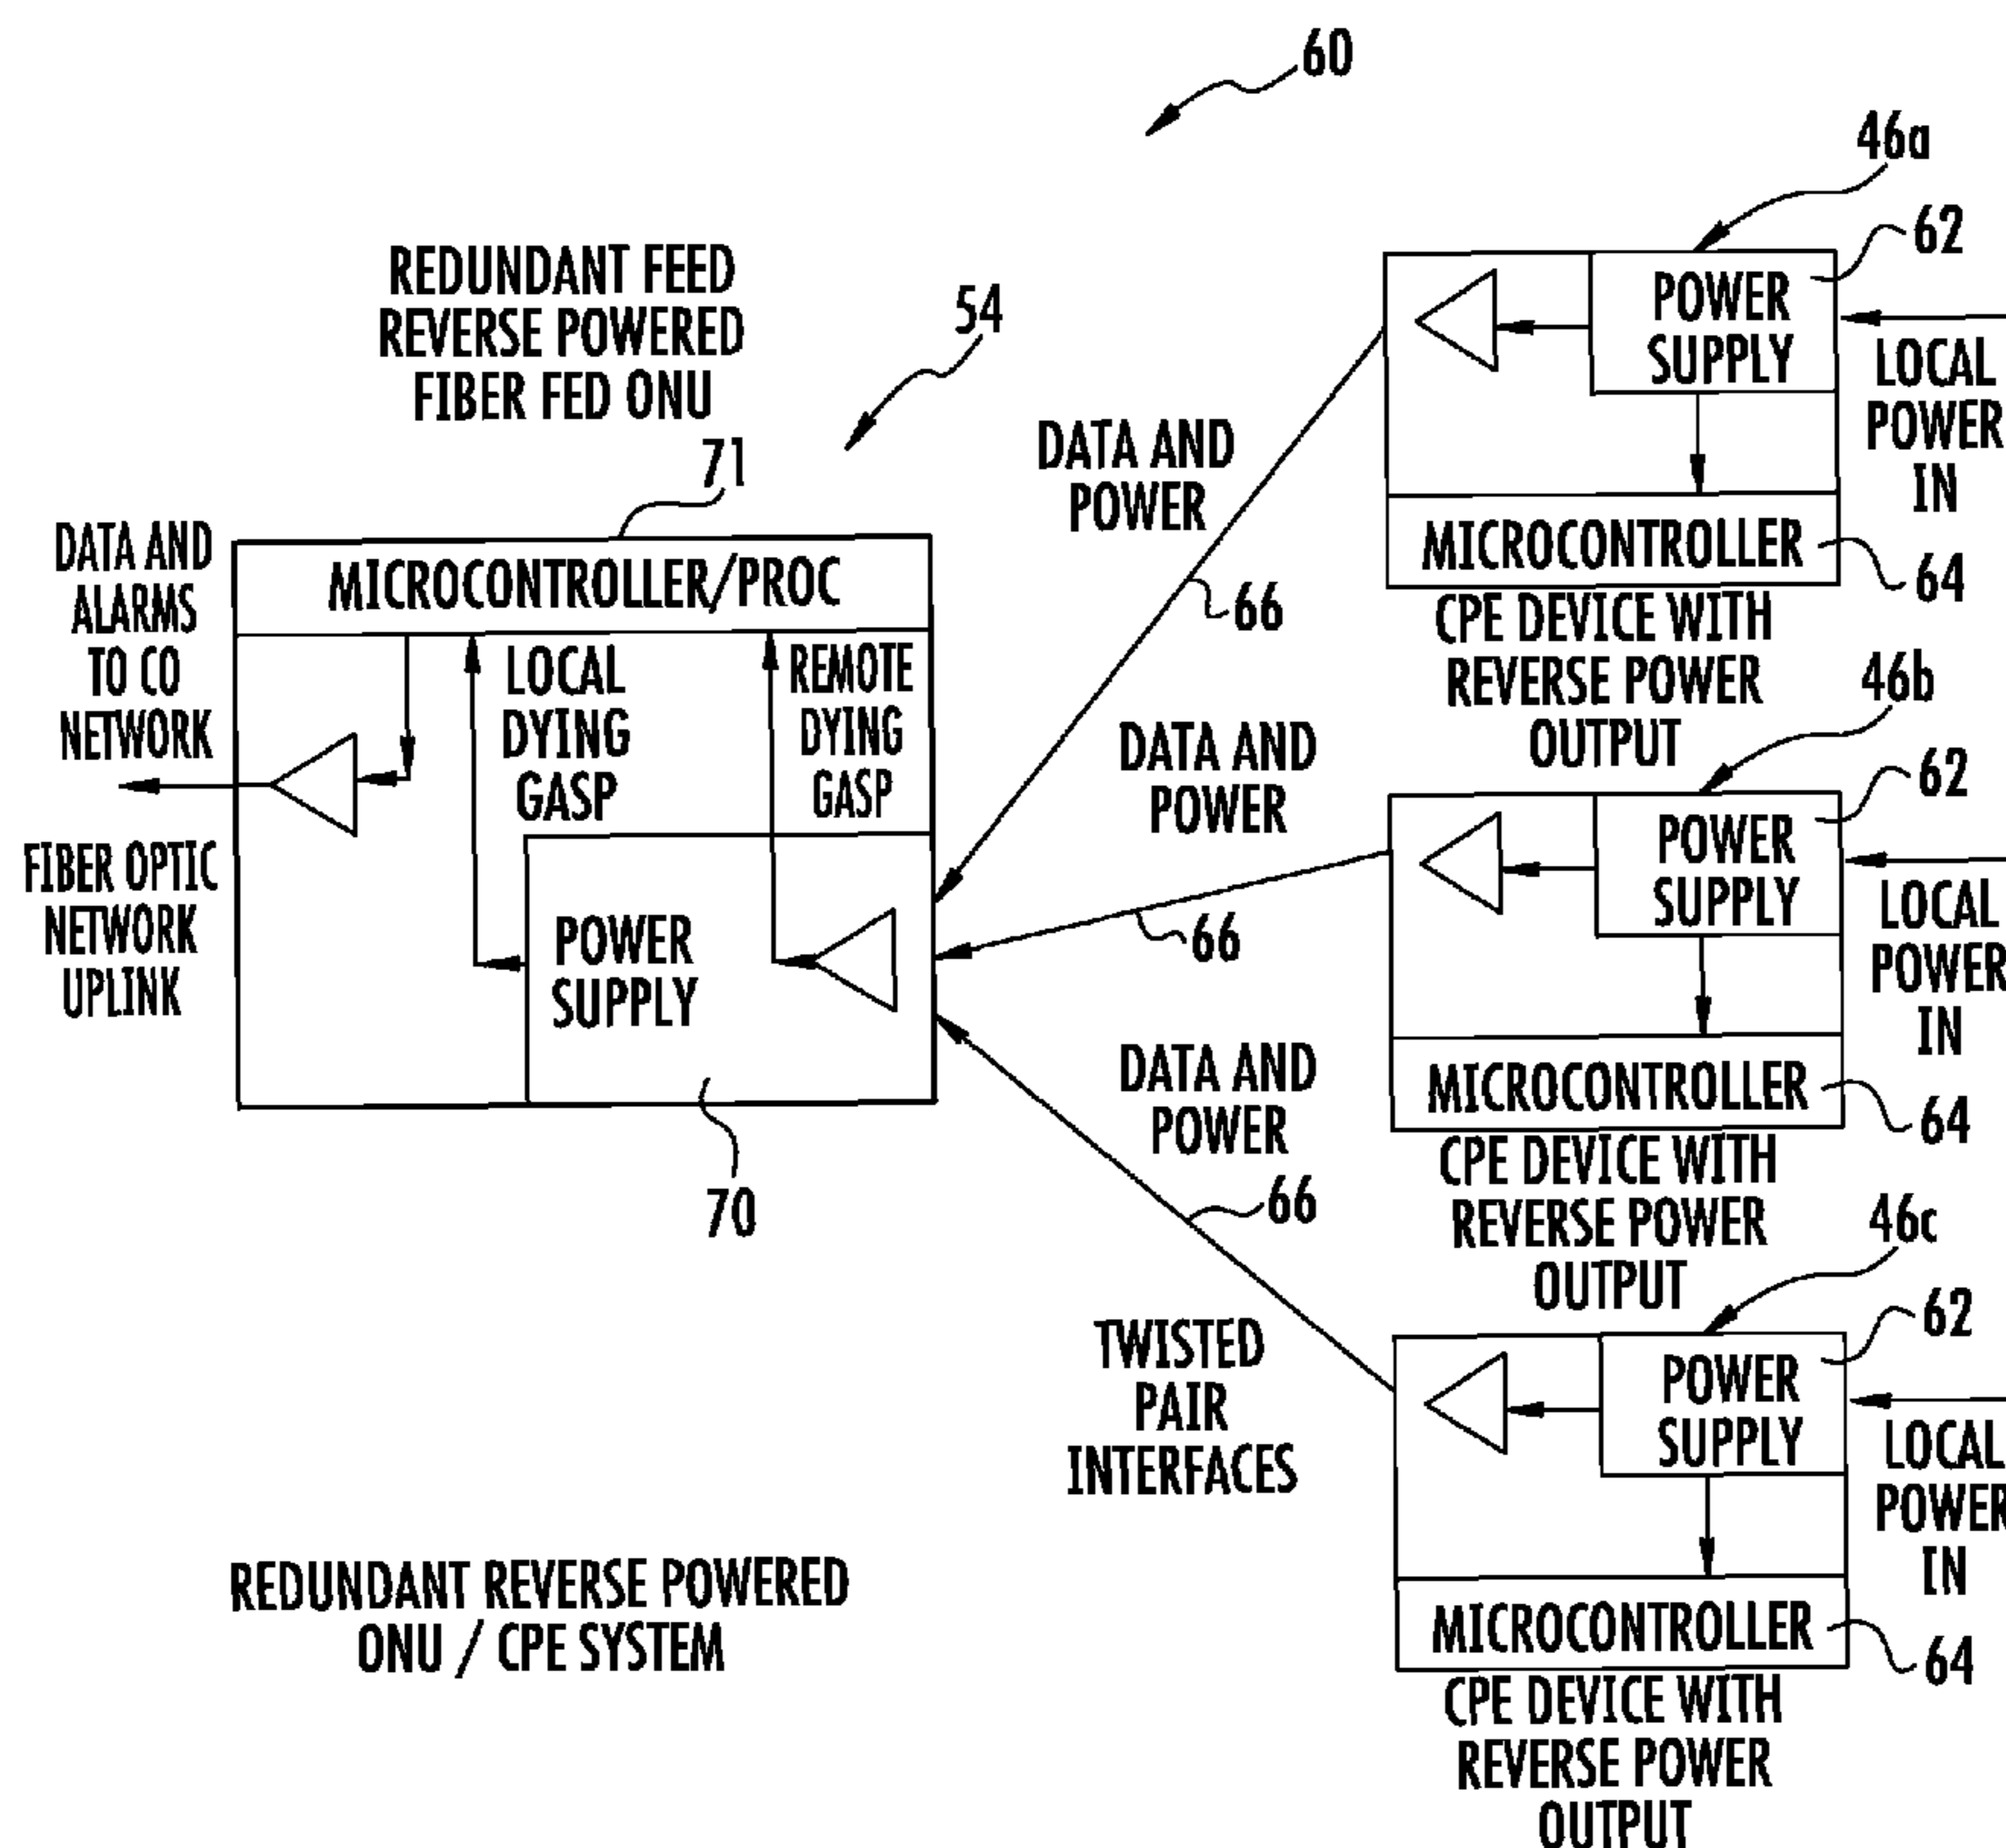 60
46a
62
POWER
SUPPLY
LOCAL
POWER
IN
MICROCONTROLLER
64
CPE DEVICE WITH
REVERSE POWER
OUTPUT
REDUNDANT FEED
REVERSE POWERED
FIBER FED ONU
54
71
DATA AND
POWER
66
DATA AND
ALARMS
TO CO
NETWORK
MICROCONTROLLER/PROC
LOCAL
DYING
GASP
REMOTE
DYING
GASP
FIBER OPTIC
NETWORK
UPLINK
POWER
SUPPLY
70
DATA AND
POWER
66
46b
62
POWER
SUPPLY
LOCAL
POWER
IN
MICROCONTROLLER
64
CPE DEVICE WITH
REVERSE POWER
OUTPUT
DATA AND
POWER
66
TWISTED
PAIR
INTERFACES
46c
62
POWER
SUPPLY
LOCAL
POWER
IN
MICROCONTROLLER
64
CPE DEVICE WITH
REVERSE POWER
OUTPUT
REDUNDANT REVERSE POWERED
ONU / CPE SYSTEM